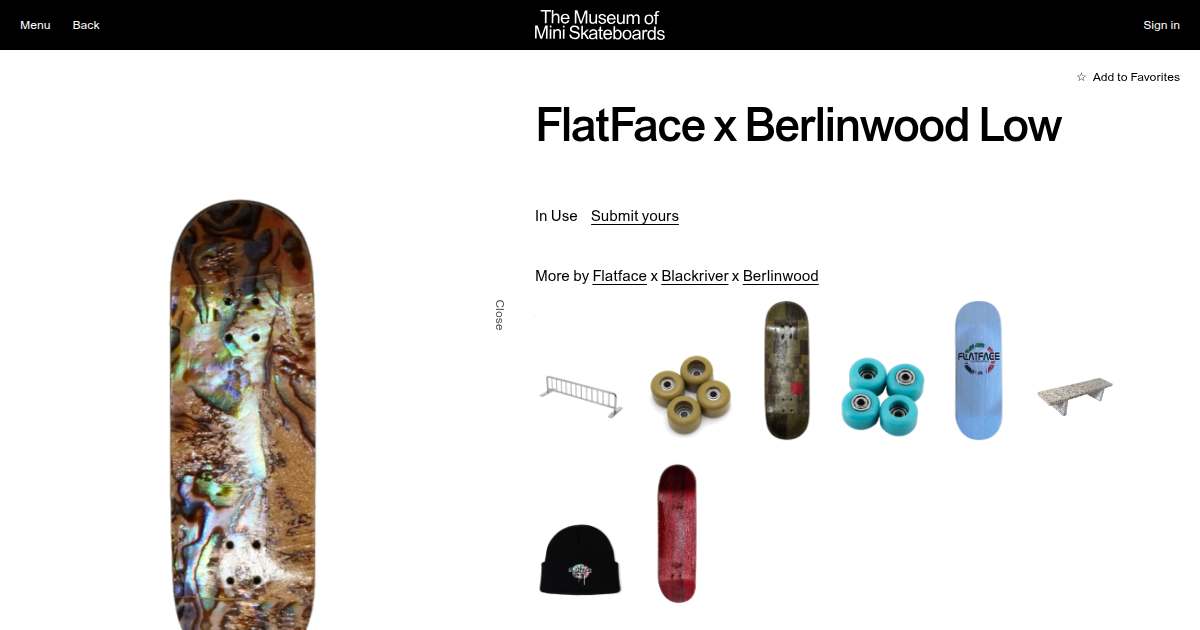 Menu
Back
The Museum of
Mini Skateboards
Sign in
☆ Add to Favorites
FlatFace x Berlinwood Low
In Use Submit yours
More by Flatface x Blackriver x Berlinwood
Close
FLATFACE